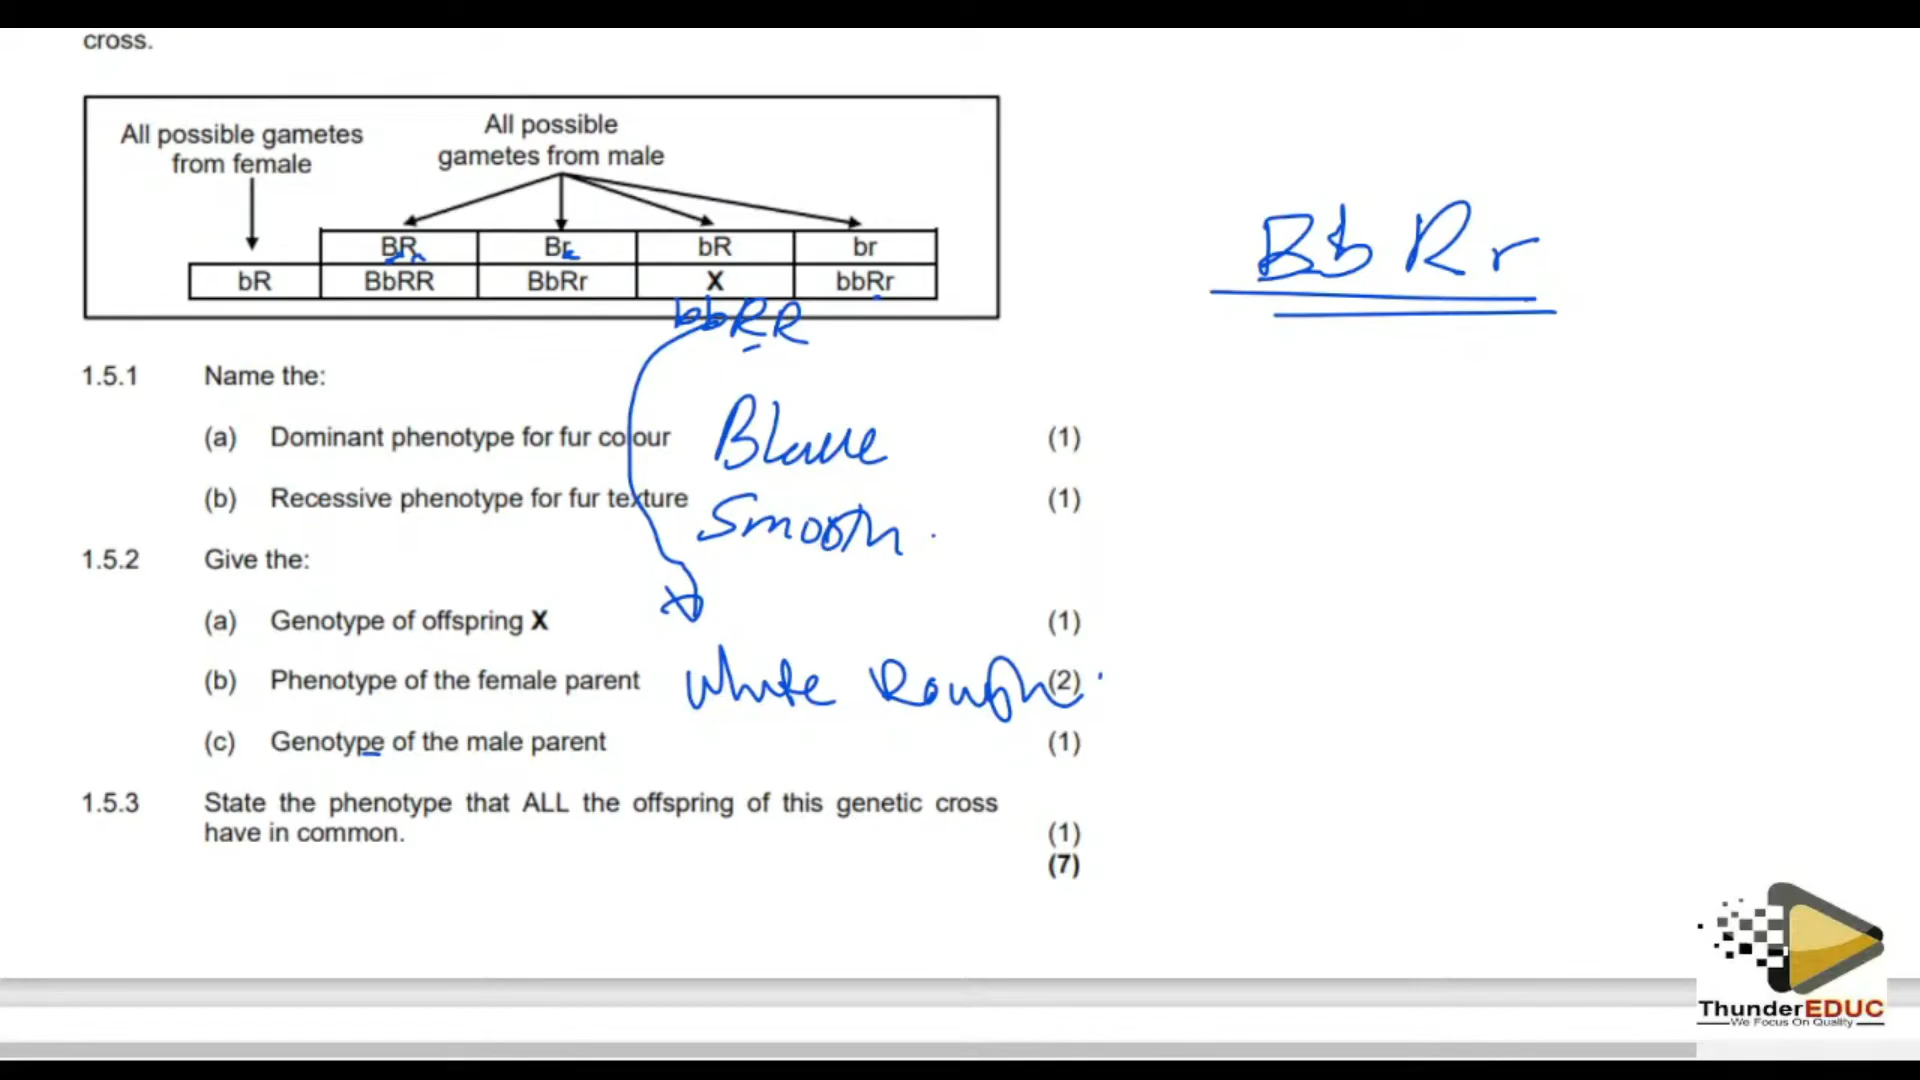 cross.
All possible gametes from female
All possible gametes from male
BR Br bR br
bR BbRR BbRr X bbRr
bbRR
BbRr
1.5.1 Name the:
(a) Dominant phenotype for fur colour (1)
(b) Recessive phenotype for fur texture (1)
Smooth.
1.5.2 Give the:
(a) Genotype of offspring X (1)
(b) Phenotype of the female parent White Rough. (2)
(c) Genotype of the male parent (1)
1.5.3 State the phenotype that ALL the offspring of this genetic cross
have in common. (1)
(7)
ThunderEDUC
We Focus On Quality